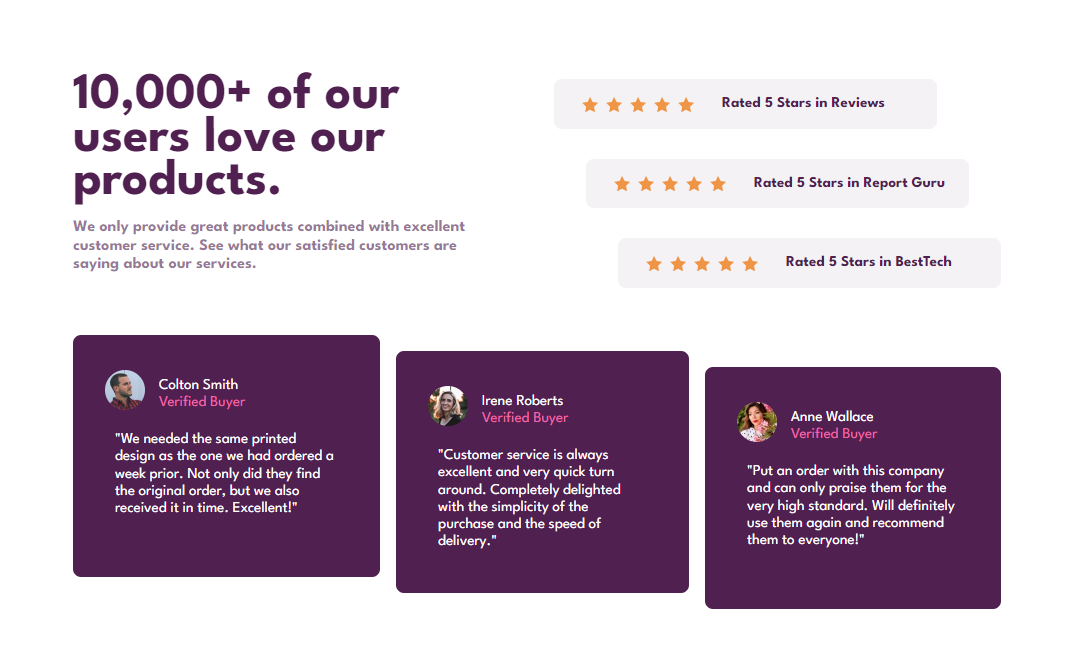 10,000+ of our
users love our
products.
We only provide great products combined with excellent
customer service. See what our satisfied customers are
saying about our services.
Rated 5 Stars in Reviews
Rated 5 Stars in Report Guru
Rated 5 Stars in BestTech
Colton Smith
Verified Buyer
"We needed the same printed
design as the one we had ordered a
week prior. Not only did they find
the original order, but we also
received it in time. Excellent!"
Irene Roberts
Verified Buyer
"Customer service is always
excellent and very quick turn
around. Completely delighted
with the simplicity of the
purchase and the speed of
delivery."
Anne Wallace
Verified Buyer
"Put an order with this company
and can only praise them for the
very high standard. Will definitely
use them again and recommend
them to everyone!"